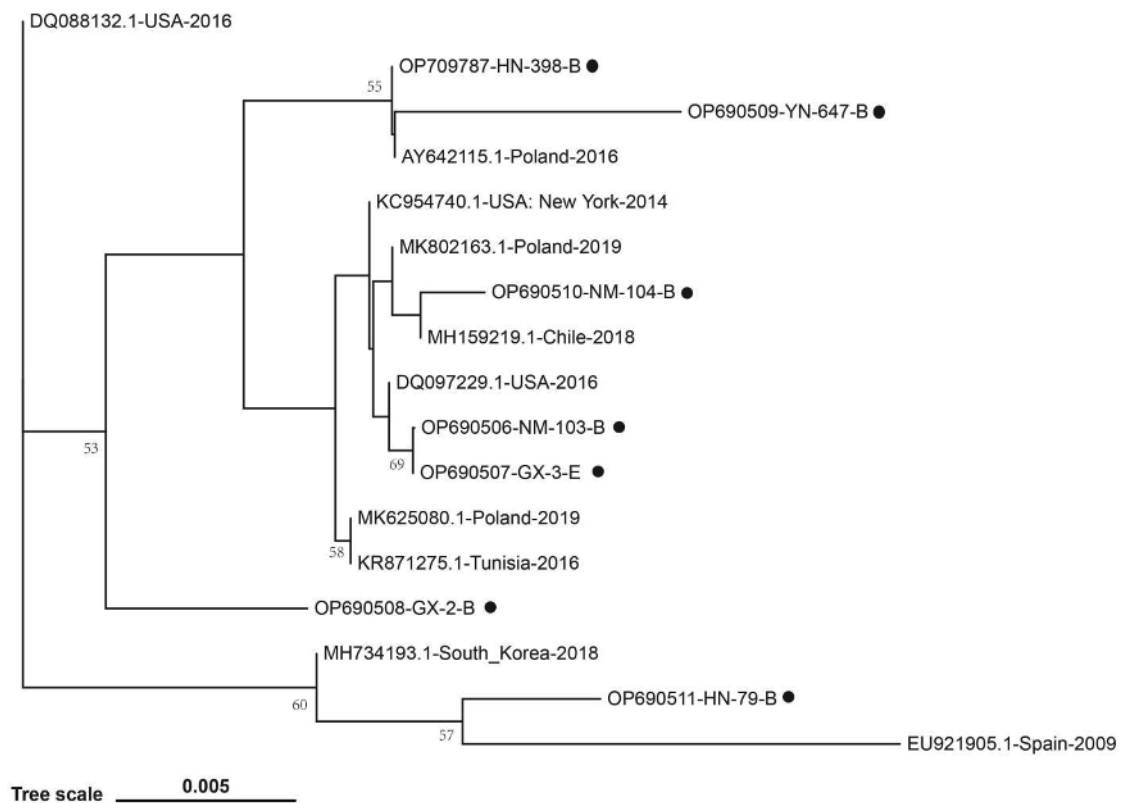 DQ088132.1-USA-2016
OP709787-HN-398-B
55
OP690509-YN-647-B
AY642115.1-Poland-2016
KC954740.1-USA: New York-2014
MK802163.1-Poland-2019
OP690510-NM-104-B
MH159219.1-Chile-2018
DQ097229.1-USA-2016
OP690506-NM-103-B
53
69
OP690507-GX-3-E
MK625080.1-Poland-2019
58
KR871275.1-Tunisia-2016
OP690508-GX-2-B
MH734193.1-South_Korea-2018
60
OP690511-HN-79-B
57
EU921905.1-Spain-2009
Tree scale 0.005